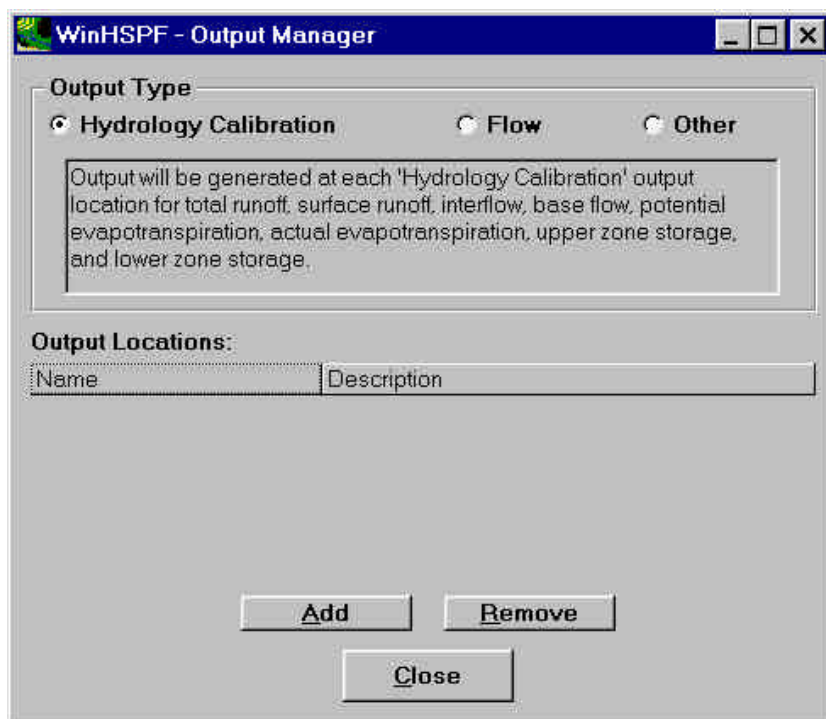 WinHSPF - Output Manager
Output Type
Hydrology Calibration Flow Other
Output will be generated at each 'Hydrology Calibration' output
location for total runoff, surface runoff, interflow, base flow, potential
evapotranspiration, actual evapotranspiration, upper zone storage,
and lower zone storage.
Output Locations:
Name Description
Add Remove
Close